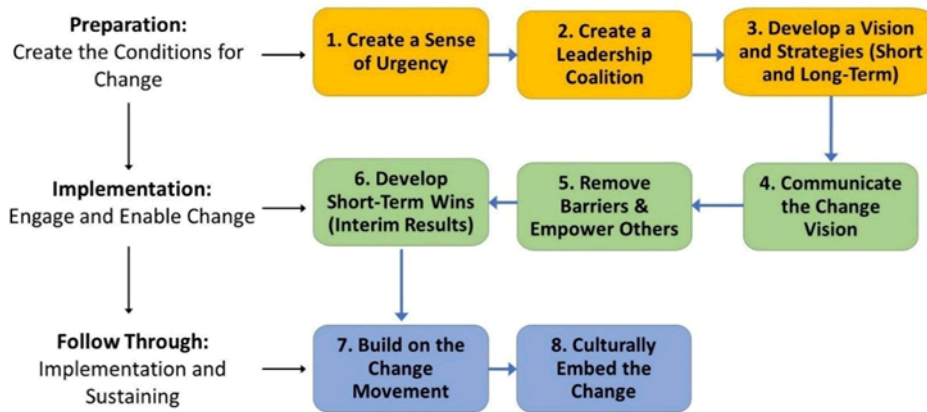 Preparation:
Create the Conditions for
Change
1. Create a Sense
of Urgency
2. Create a
Leadership
Coalition
3. Develop a Vision
and Strategies (Short
and Long-Term)
Implementation:
Engage and Enable Change
6. Develop
Short-Term Wins
(Interim Results)
5. Remove
Barriers &
Empower Others
4. Communicate
the Change
Vision
Follow Through:
Implementation and
Sustaining
7. Build on the
Change
Movement
8. Culturally
Embed the
Change